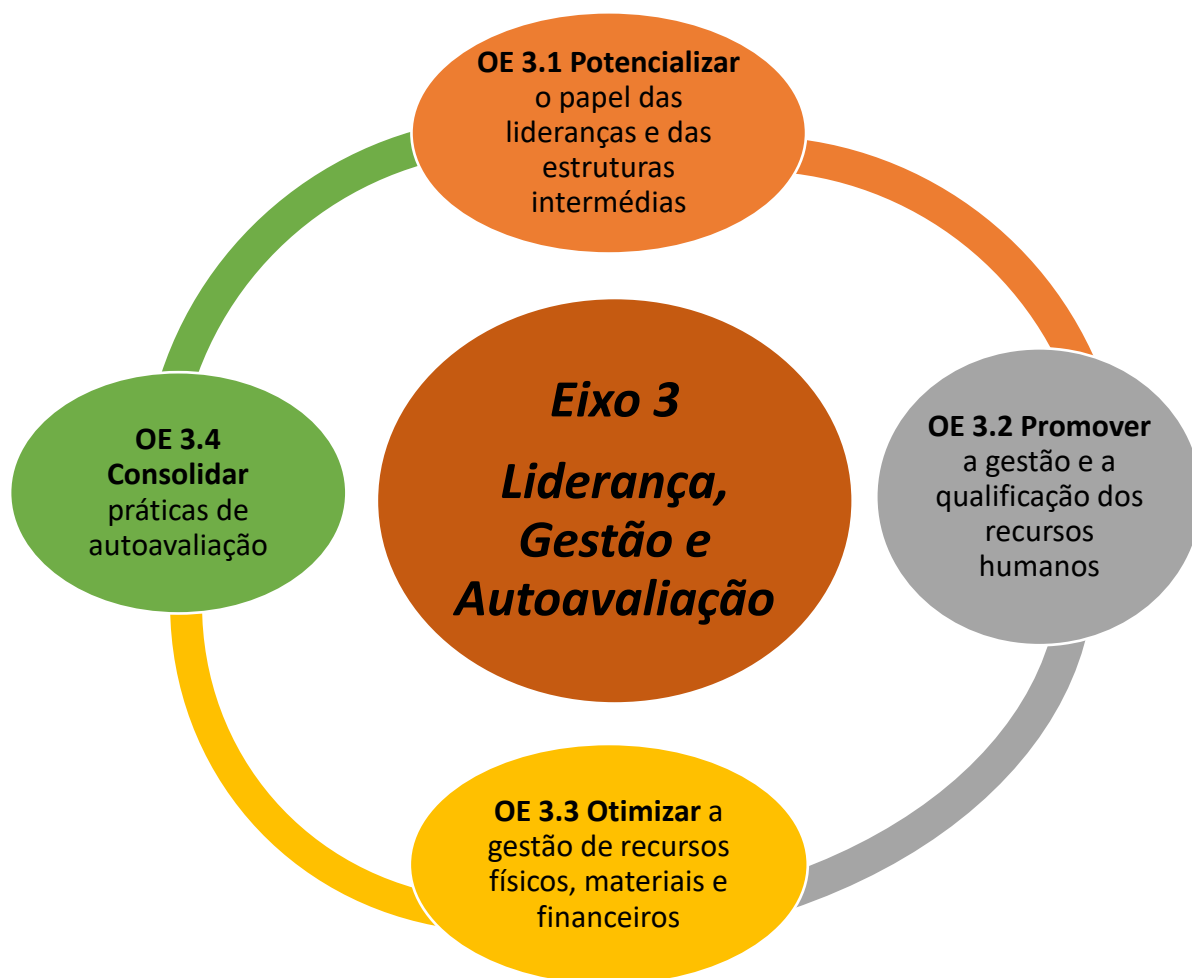 OE 3.1 Potencializar
o papel das
lideranças e das
estruturas
intermédias
Eixo 3
Liderança,
Gestão e
Autoavaliação
OE 3.2 Promover
a gestão e a
qualificação dos
recursos
humanos
OE 3.3 Otimizar a
gestão de recursos
físicos, materiais e
financeiros
OE 3.4
Consolidar
práticas de
autoavaliação